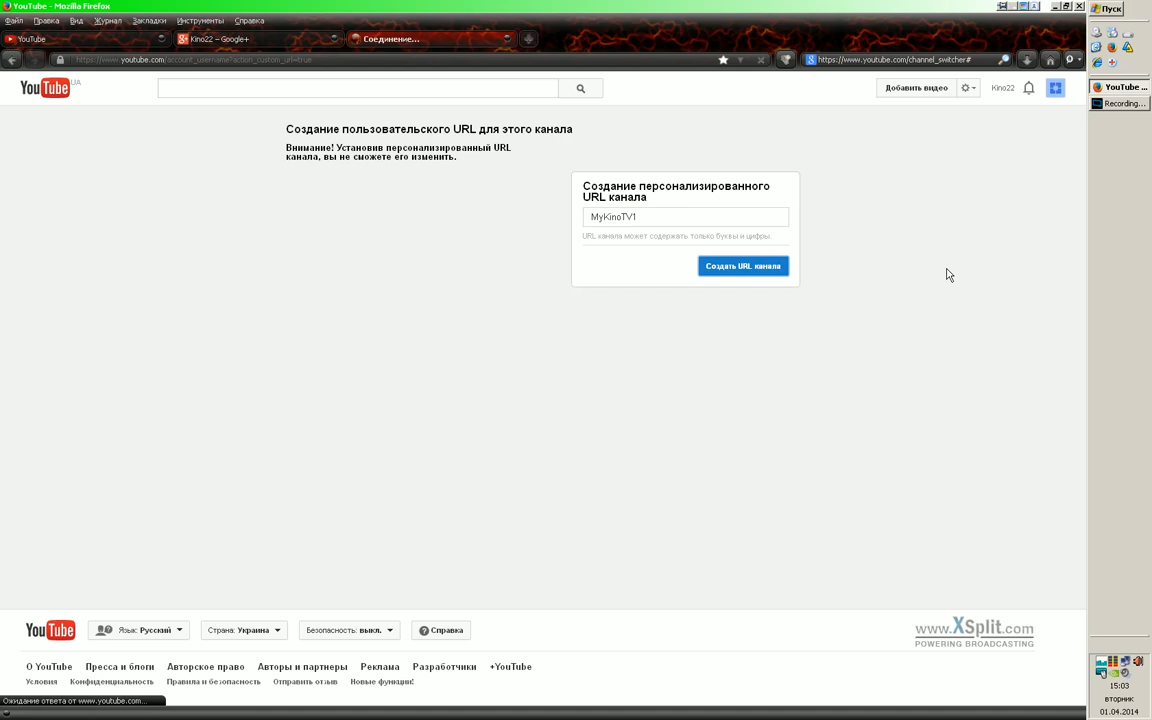 YouTube - Mozilla Firefox
Пуск
Файл Правка Вид Журнал Закладки Инструменты Справка
YouTube
Kino22 – Google+
Соединение...
https://www.youtube.com/account_username?action_custom_url=true
https://www.youtube.com/channel_switcher#
YouTube ...
Recording...
YouTube UA
Добавить видео
Kino22
Создание пользовательского URL для этого канала
Внимание! Установив персонализированный URL
канала, вы не сможете его изменить.
Создание персонализированного
URL канала
MyKinoTV1
URL канала может содержать только буквы и цифры.
Создать URL канала
YouTube
Язык: Русский
Страна: Украина
Безопасность: выкл.
Справка
www.XSplit.com
POWERING BROADCASTING
О YouTube Пресса и блоги Авторское право Авторы и партнеры Реклама Разработчики +YouTube
Условия Конфиденциальность Правила и безопасность Отправить отзыв Новые функции!
Ожидание ответа от www.youtube.com...
15:03
вторник
01.04.2014